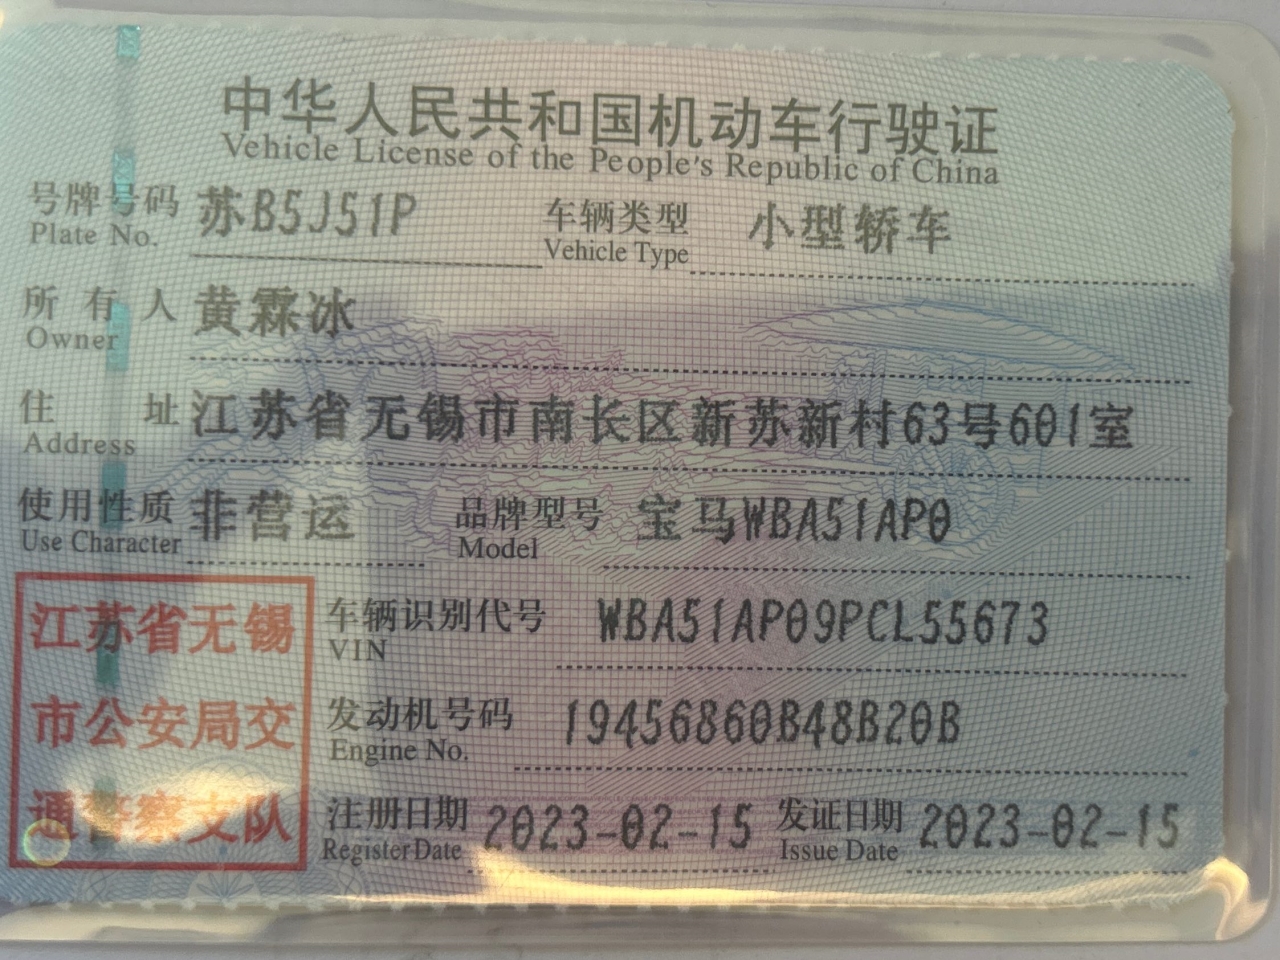 中华人民共和国机动车行驶证
Vehicle License of the People's Republic of China
号牌号码 苏B5J51P 车辆类型 小型轿车
Plate No. Vehicle Type
所有人 黄霖冰
Owner
住址 江苏省无锡市南长区新苏新村63号601室
Address
使用性质 非营运 品牌型号 宝马WBA51AP0
Use Character Model
江苏省无锡
市公安局交
通警察支队
车辆识别代号 WBA51AP09PCL55673
VIN
发动机号码 19456860B48B20B
Engine No.
注册日期 2023-02-15 发证日期 2023-02-15
Register Date Issue Date